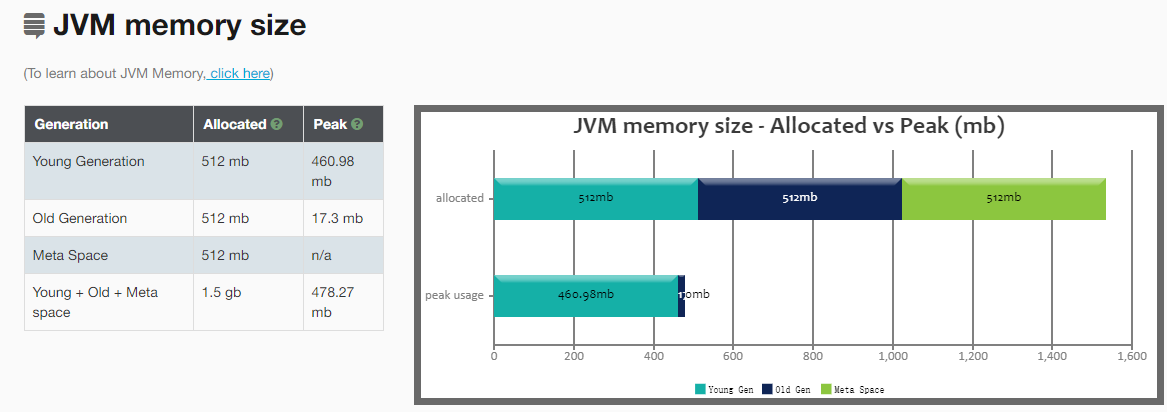 JVM memory size
(To learn about JVM Memory, click here)
Generation Allocated ? Peak ?
Young Generation 512 mb 460.98
mb
Old Generation 512 mb 17.3 mb
Meta Space 512 mb n/a
Young + Old + Meta 1.5 gb 478.27
space mb
JVM memory size - Allocated vs Peak (mb)
allocated 512mb 512mb 512mb
peak usage 460.98mb
0 200 400 600 800 1,000 1,200 1,400 1,600
Young Gen Old Gen Meta Space